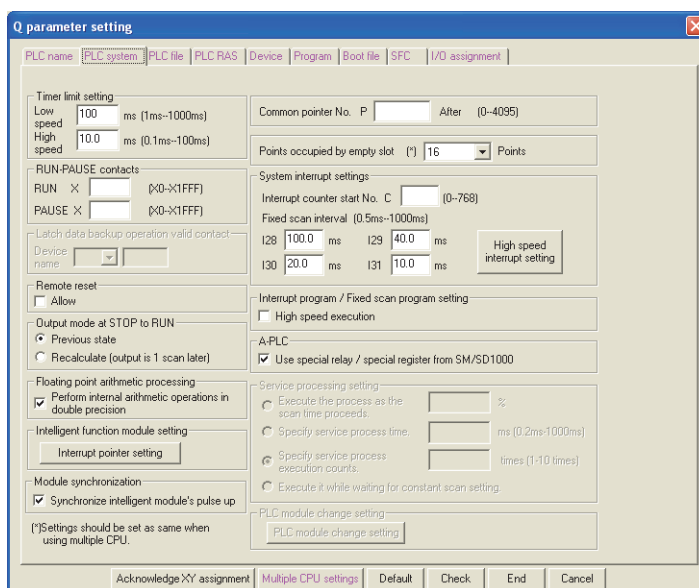 Q parameter setting
PLC name PLC system PLC file PLC RAS Device Program Boot file SFC I/O assignment
Timer limit setting
Low speed 100 ms (1ms--1000ms)
High speed 10.0 ms (0.1ms--100ms)
RUN-PAUSE contacts
RUN X (X0--X1FFF)
PAUSE X (X0--X1FFF)
Latch data backup operation valid contact
Device name
Remote reset
Allow
Output mode at STOP to RUN
Previous state
Recalculate (output is 1 scan later)
Floating point arithmetic processing
Perform internal arithmetic operations in
double precision
Intelligent function module setting
Interrupt pointer setting
Module synchronization
Synchronize intelligent module's pulse up
(*)Settings should be set as same when
using multiple CPU.
Common pointer No. P After (0--4095)
Points occupied by empty slot (*) 16 Points
System interrupt settings
Interrupt counter start No. C (0--768)
Fixed scan interval (0.5ms--1000ms)
I28 100.0 ms I29 40.0 ms
I30 20.0 ms I31 10.0 ms
High speed
interrupt setting
Interrupt program / Fixed scan program setting
High speed execution
A-PLC
Use special relay / special register from SM/SD1000
Service processing setting
Execute the process as the
scan time proceeds. %
Specify service process time. ms (0.2ms-1000ms)
Specify service process
execution counts. times (1-10 times)
Execute it while waiting for constant scan setting.
PLC module change setting
PLC module change setting
Acknowledge XY assignment Multiple CPU settings Default Check End Cancel